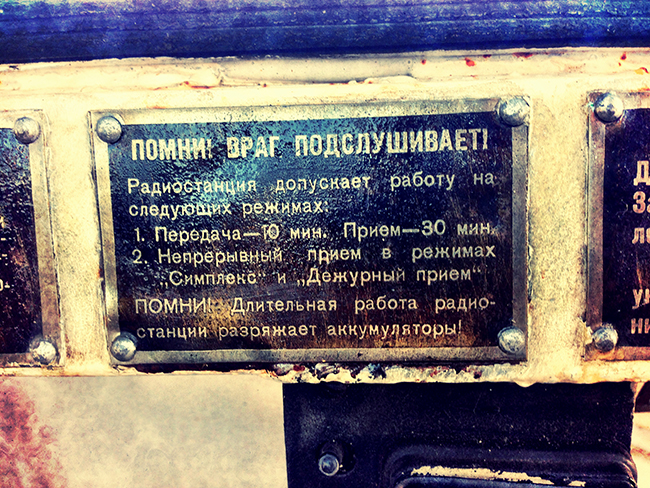 ПОМНИ! ВРАГ ПОДСЛУШИВАЕТ!
Радиостанция допускает работу на
следующих режимах:
1. Передача—10 мин. Прием—30 мин.
2. Непрерывный прием в режимах
„Симплекс" и „Дежурный прием"
ПОМНИ! Длительная работа радио-
станции разряжает аккумуляторы!